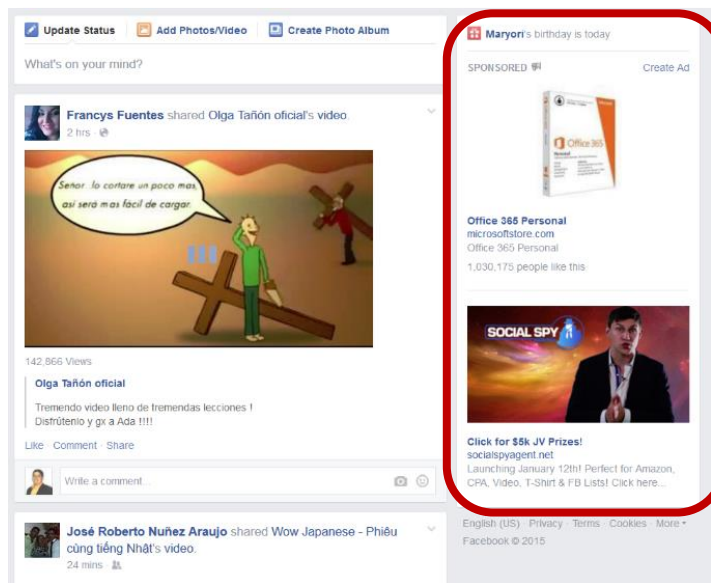 Update Status Add Photos/Video Create Photo Album
What's on your mind?
Francys Fuentes shared Olga Tañón oficial's video.
2 hrs ·
Señor lo cortare un poco mas,
asi será mas fácil de cargar.
142,866 Views
Olga Tañón oficial
Tremendo video lleno de tremendas lecciones !
Disfrútenlo y gx a Ada !!!!
Like · Comment · Share
Write a comment...
José Roberto Nuñez Araujo shared Wow Japanese - Phiêu
cùng tiếng Nhật's video.
24 mins ·
Maryori's birthday is today
SPONSORED Create Ad
Office 365
Personal
Office 365 Personal
microsoftstore.com
Office 365 Personal
1,030,175 people like this
SOCIAL SPY
Click for $5k JV Prizes!
socialspyagent.net
Launching January 12th! Perfect for Amazon,
CPA, Video, T-Shirt & FB Lists! Click here...
English (US) · Privacy · Terms · Cookies · More
Facebook © 2015